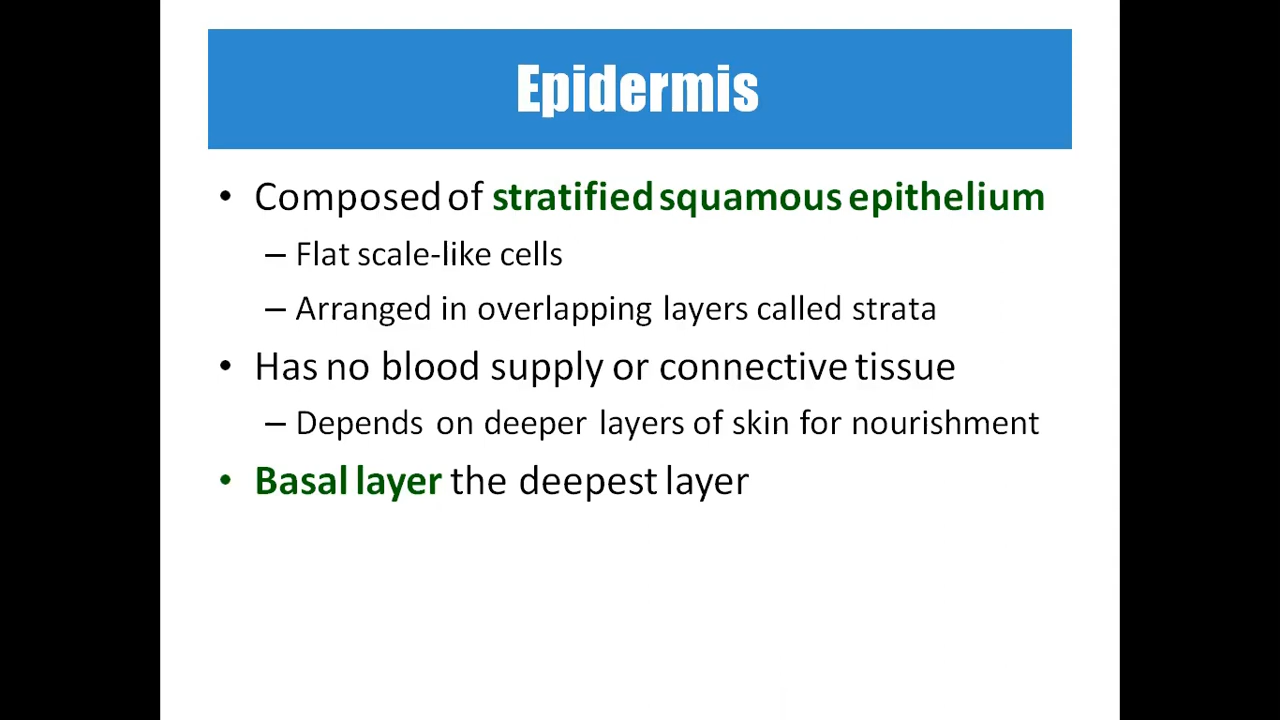 Epidermis
• Composed of stratified squamous epithelium
– Flat scale-like cells
– Arranged in overlapping layers called strata
• Has no blood supply or connective tissue
– Depends on deeper layers of skin for nourishment
• Basal layer the deepest layer